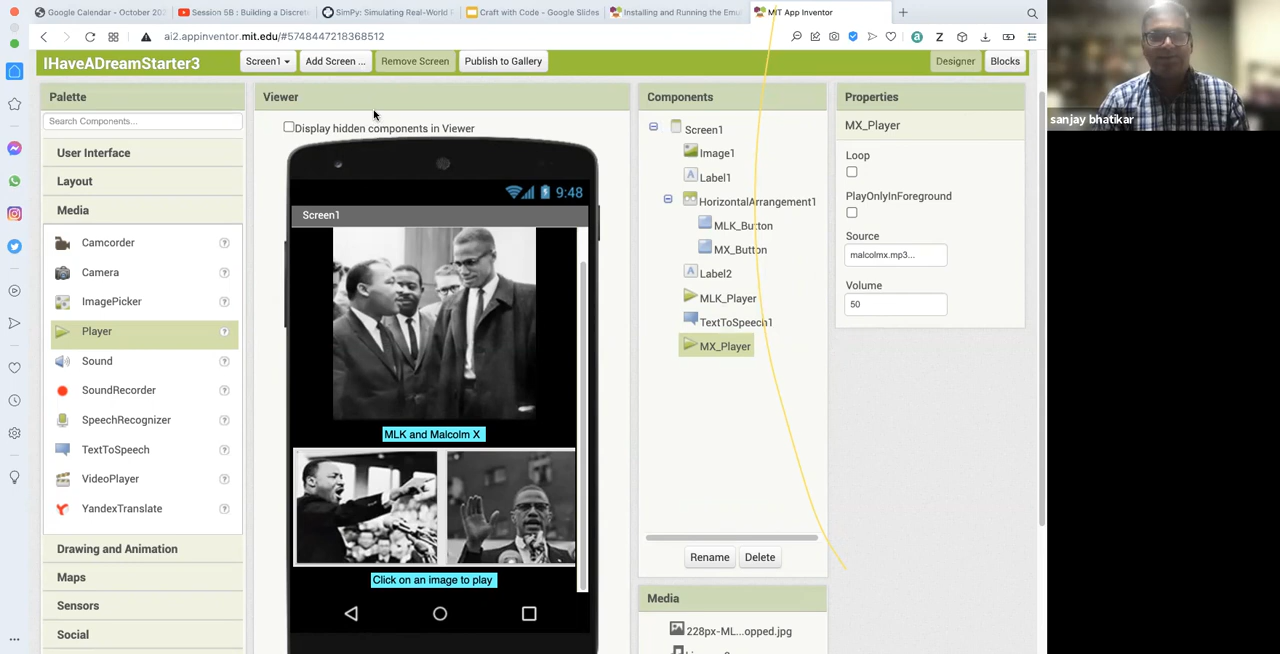 Google Calendar - October 202
Session 5B : Building a Discrete
SimPy: Simulating Real-World P
Craft with Code - Google Slides
Installing and Running the Emul
MIT App Inventor
ai2.appinventor.mit.edu/#5748447218368512
IHaveADreamStarter3
Screen1
Add Screen ...
Remove Screen
Publish to Gallery
Designer
Blocks
Palette
Search Components...
User Interface
Layout
Media
Camcorder
Camera
ImagePicker
Player
Sound
SoundRecorder
SpeechRecognizer
TextToSpeech
VideoPlayer
YandexTranslate
Drawing and Animation
Maps
Sensors
Social
Viewer
Display hidden components in Viewer
9:48
Screen1
MLK and Malcolm X
Click on an image to play
Components
Screen1
Image1
Label1
HorizontalArrangement1
MLK_Button
MX_Button
Label2
MLK_Player
TextToSpeech1
MX_Player
Rename
Delete
Media
228px-ML...opped.jpg
Properties
MX_Player
Loop
PlayOnlyInForeground
Source
malcolmx.mp3...
Volume
50
sanjay bhatikar